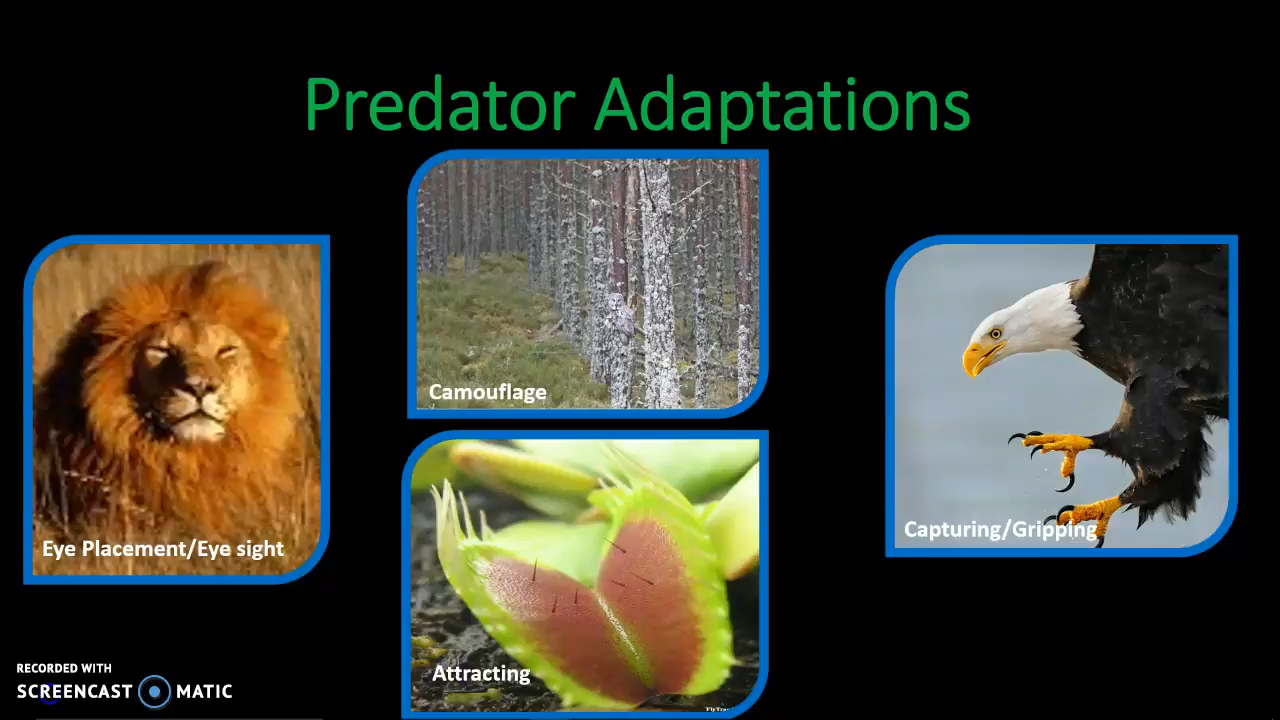 Predator Adaptations
Camouflage
Eye Placement/Eye sight
Capturing/Gripping
Attracting
RECORDED WITH
SCREENCAST MATIC